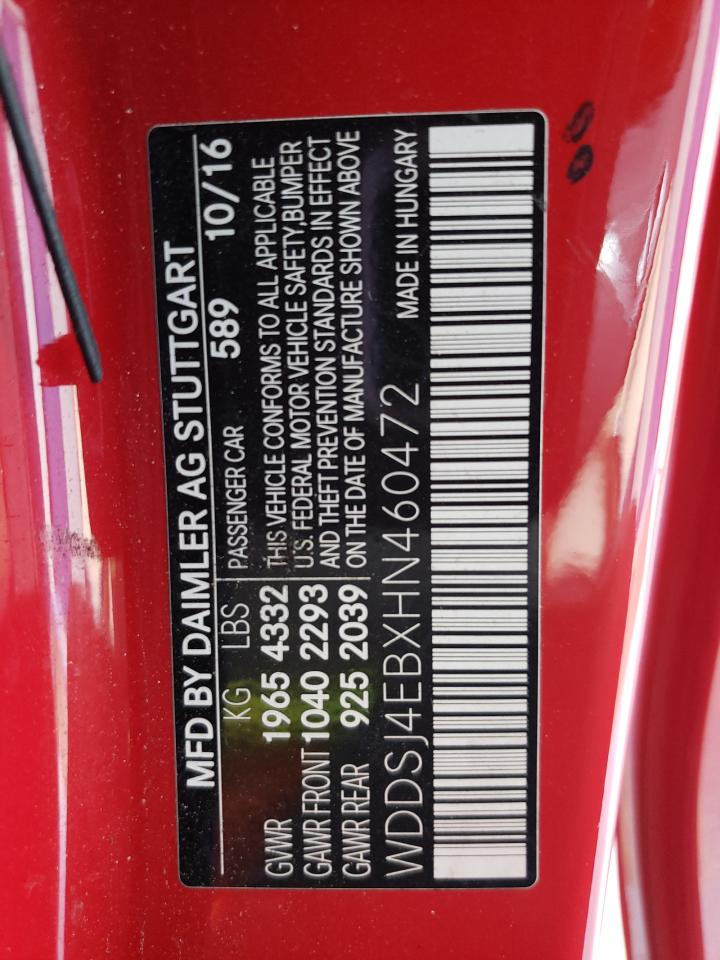 MFD BY DAIMLER AG STUTTGART
KG LBS PASSENGER CAR 589 10/16
GVWR 1965 4332 THIS VEHICLE CONFORMS TO ALL APPLICABLE
GAWR FRONT 1040 2293 U.S. FEDERAL MOTOR VEHICLE SAFETY,BUMPER
GAWR REAR 925 2039 AND THEFT PREVENTION STANDARDS IN EFFECT
ON THE DATE OF MANUFACTURE SHOWN ABOVE
WDDSJ4EBXHN460472 MADE IN HUNGARY